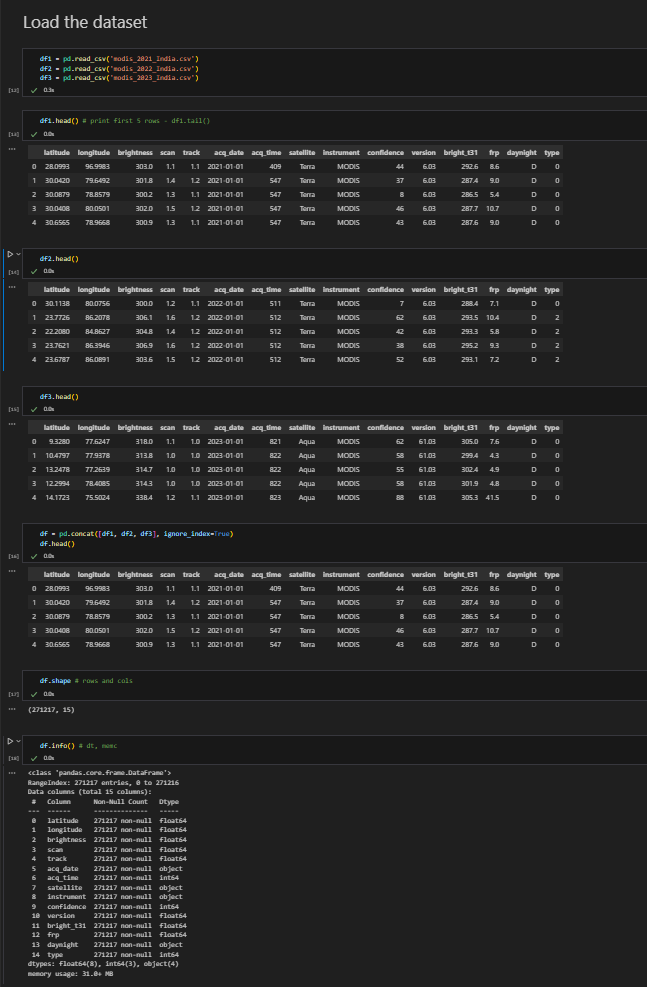 Load the dataset
df1 = pd.read_csv('modis_2021_India.csv')
df2 = pd.read_csv('modis_2022_India.csv')
df3 = pd.read_csv('modis_2023_India.csv')
[12] ✓ 0.3s
df1.head() # print first 5 rows - df1.tail()
[13] ✓ 0.0s
... latitude longitude brightness scan track acq_date acq_time satellite instrument confidence version bright_t31 frp daynight type
0 28.0993 96.9983 303.0 1.1 1.1 2021-01-01 409 Terra MODIS 44 6.03 292.6 8.6 D 0
1 30.0420 79.6492 301.8 1.4 1.2 2021-01-01 547 Terra MODIS 37 6.03 287.4 9.0 D 0
2 30.0879 78.8579 300.2 1.3 1.1 2021-01-01 547 Terra MODIS 8 6.03 286.5 5.4 D 0
3 30.0408 80.0501 302.0 1.5 1.2 2021-01-01 547 Terra MODIS 46 6.03 287.7 10.7 D 0
4 30.6565 78.9668 300.9 1.3 1.1 2021-01-01 547 Terra MODIS 43 6.03 287.6 9.0 D 0
df2.head()
[14] ✓ 0.0s
... latitude longitude brightness scan track acq_date acq_time satellite instrument confidence version bright_t31 frp daynight type
0 30.1138 80.0756 300.0 1.2 1.1 2022-01-01 511 Terra MODIS 7 6.03 288.4 7.1 D 0
1 23.7726 86.2078 306.1 1.6 1.2 2022-01-01 512 Terra MODIS 62 6.03 293.5 10.4 D 2
2 22.2080 84.8627 304.8 1.4 1.2 2022-01-01 512 Terra MODIS 42 6.03 293.3 5.8 D 2
3 23.7621 86.3946 306.9 1.6 1.2 2022-01-01 512 Terra MODIS 38 6.03 295.2 9.3 D 2
4 23.6787 86.0891 303.6 1.5 1.2 2022-01-01 512 Terra MODIS 52 6.03 293.1 7.2 D 2
df3.head()
[15] ✓ 0.0s
... latitude longitude brightness scan track acq_date acq_time satellite instrument confidence version bright_t31 frp daynight type
0 9.3280 77.6247 318.0 1.1 1.0 2023-01-01 821 Aqua MODIS 62 61.03 305.0 7.6 D 0
1 10.4797 77.9378 313.8 1.0 1.0 2023-01-01 822 Aqua MODIS 58 61.03 299.4 4.3 D 0
2 13.2478 77.2639 314.7 1.0 1.0 2023-01-01 822 Aqua MODIS 55 61.03 302.4 4.9 D 0
3 12.2994 78.4085 314.3 1.0 1.0 2023-01-01 822 Aqua MODIS 58 61.03 301.9 4.8 D 0
4 14.1723 75.5024 338.4 1.2 1.1 2023-01-01 823 Aqua MODIS 88 61.03 305.3 41.5 D 0
df = pd.concat([df1, df2, df3], ignore_index=True)
df.head()
[16] ✓ 0.0s
... latitude longitude brightness scan track acq_date acq_time satellite instrument confidence version bright_t31 frp daynight type
0 28.0993 96.9983 303.0 1.1 1.1 2021-01-01 409 Terra MODIS 44 6.03 292.6 8.6 D 0
1 30.0420 79.6492 301.8 1.4 1.2 2021-01-01 547 Terra MODIS 37 6.03 287.4 9.0 D 0
2 30.0879 78.8579 300.2 1.3 1.1 2021-01-01 547 Terra MODIS 8 6.03 286.5 5.4 D 0
3 30.0408 80.0501 302.0 1.5 1.2 2021-01-01 547 Terra MODIS 46 6.03 287.7 10.7 D 0
4 30.6565 78.9668 300.9 1.3 1.1 2021-01-01 547 Terra MODIS 43 6.03 287.6 9.0 D 0
df.shape # rows and cols
[17] ✓ 0.0s
... (271217, 15)
df.info() # dt, memc
[18] ✓ 0.0s
... <class 'pandas.core.frame.DataFrame'>
RangeIndex: 271217 entries, 0 to 271216
Data columns (total 15 columns):
# Column Non-Null Count Dtype
--- ------ -------------- -----
0 latitude 271217 non-null float64
1 longitude 271217 non-null float64
2 brightness 271217 non-null float64
3 scan 271217 non-null float64
4 track 271217 non-null float64
5 acq_date 271217 non-null object
6 acq_time 271217 non-null int64
7 satellite 271217 non-null object
8 instrument 271217 non-null object
9 confidence 271217 non-null int64
10 version 271217 non-null float64
11 bright_t31 271217 non-null float64
12 frp 271217 non-null float64
13 daynight 271217 non-null object
14 type 271217 non-null int64
dtypes: float64(8), int64(3), object(4)
memory usage: 31.0+ MB